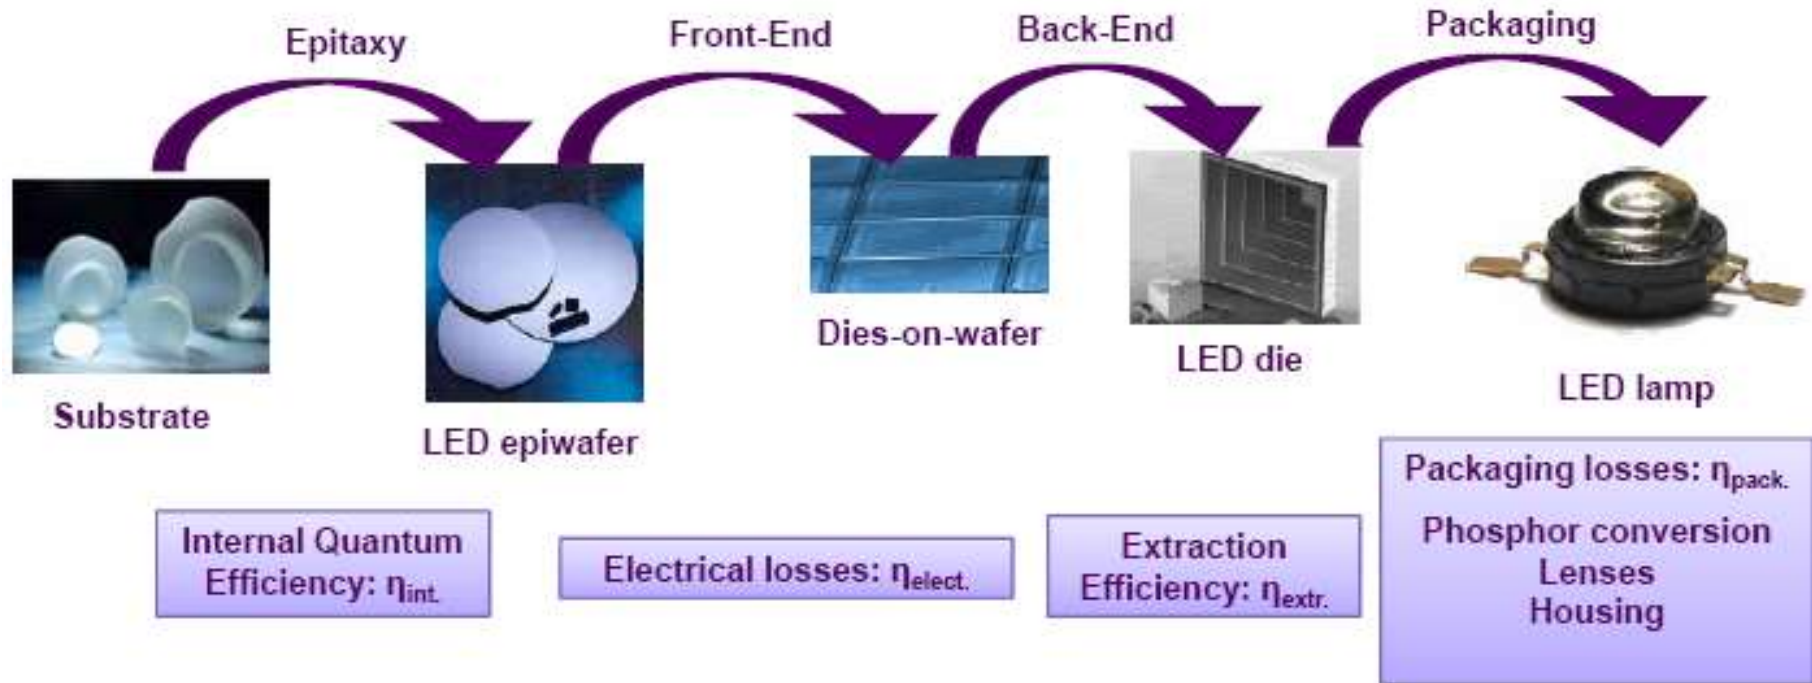 Epitaxy
Front-End
Back-End
Packaging
Substrate
LED epiwafer
Dies-on-wafer
LED die
LED lamp
Internal Quantum
Efficiency: ηint.
Electrical losses: ηelect.
Extraction
Efficiency: ηextr.
Packaging losses: ηpack.
Phosphor conversion
Lenses
Housing